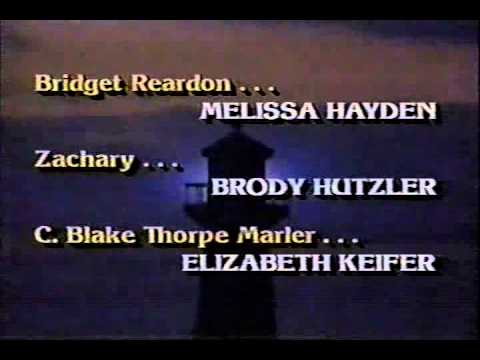 Bridget Reardon . . .
MELISSA HAYDEN
Zachary . . .
BRODY HUTZLER
C. Blake Thorpe Marler . . .
ELIZABETH KEIFER